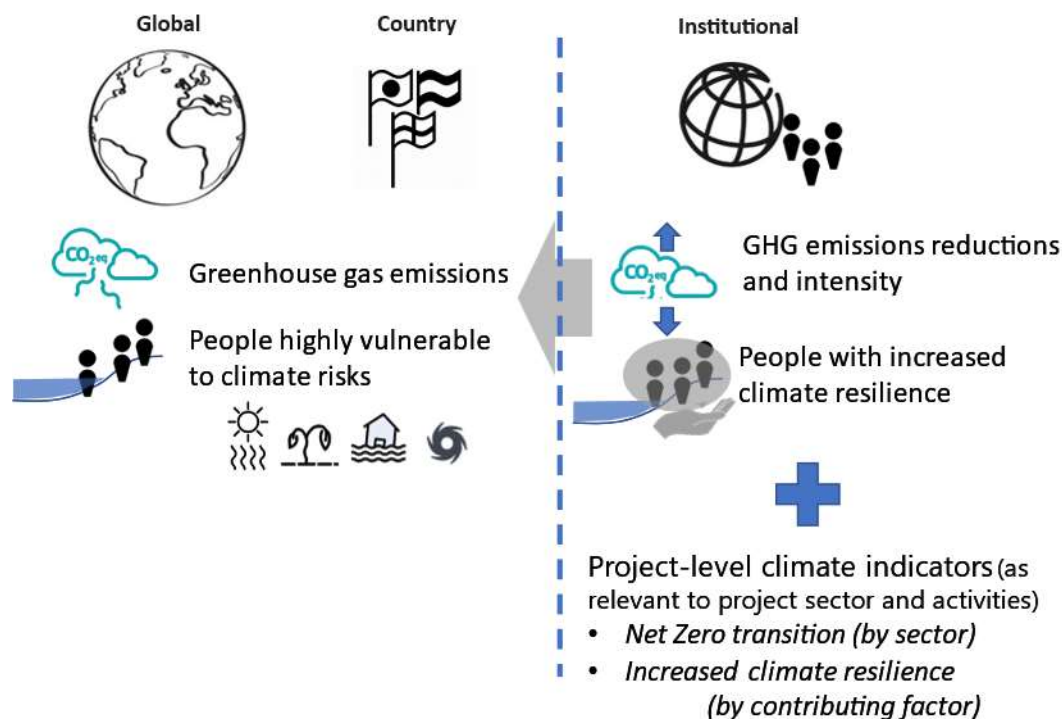 Global
Country
Institutional
CO2eq
Greenhouse gas emissions
People highly vulnerable
to climate risks
CO2eq
GHG emissions reductions
and intensity
People with increased
climate resilience
Project-level climate indicators (as
relevant to project sector and activities)
• Net Zero transition (by sector)
• Increased climate resilience
(by contributing factor)